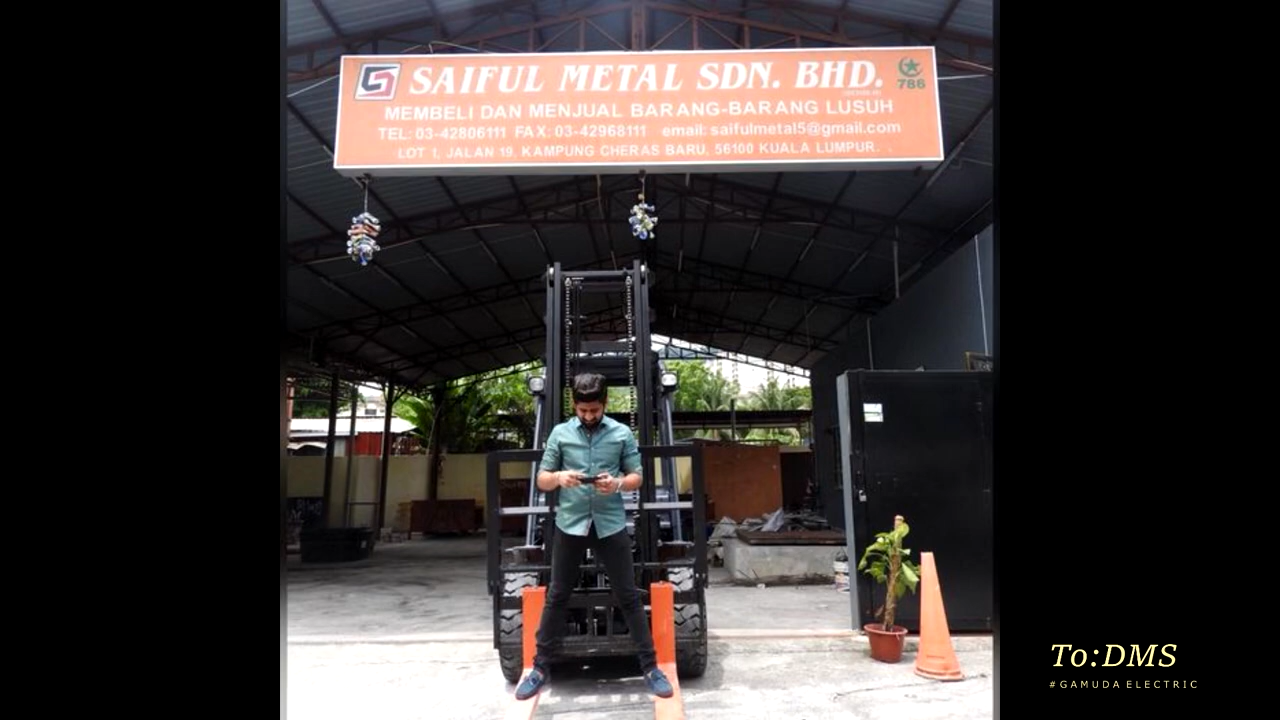 SAIFUL METAL SDN. BHD.
786
MEMBELI DAN MENJUAL BARANG-BARANG LUSUH
TEL: 03-42806111 FAX: 03-42968111 email: saifulmetal5@gmail.com
LOT 1, JALAN 19, KAMPUNG CHERAS BARU, 56100 KUALA LUMPUR.
To:DMS
#GAMUDA ELECTRIC